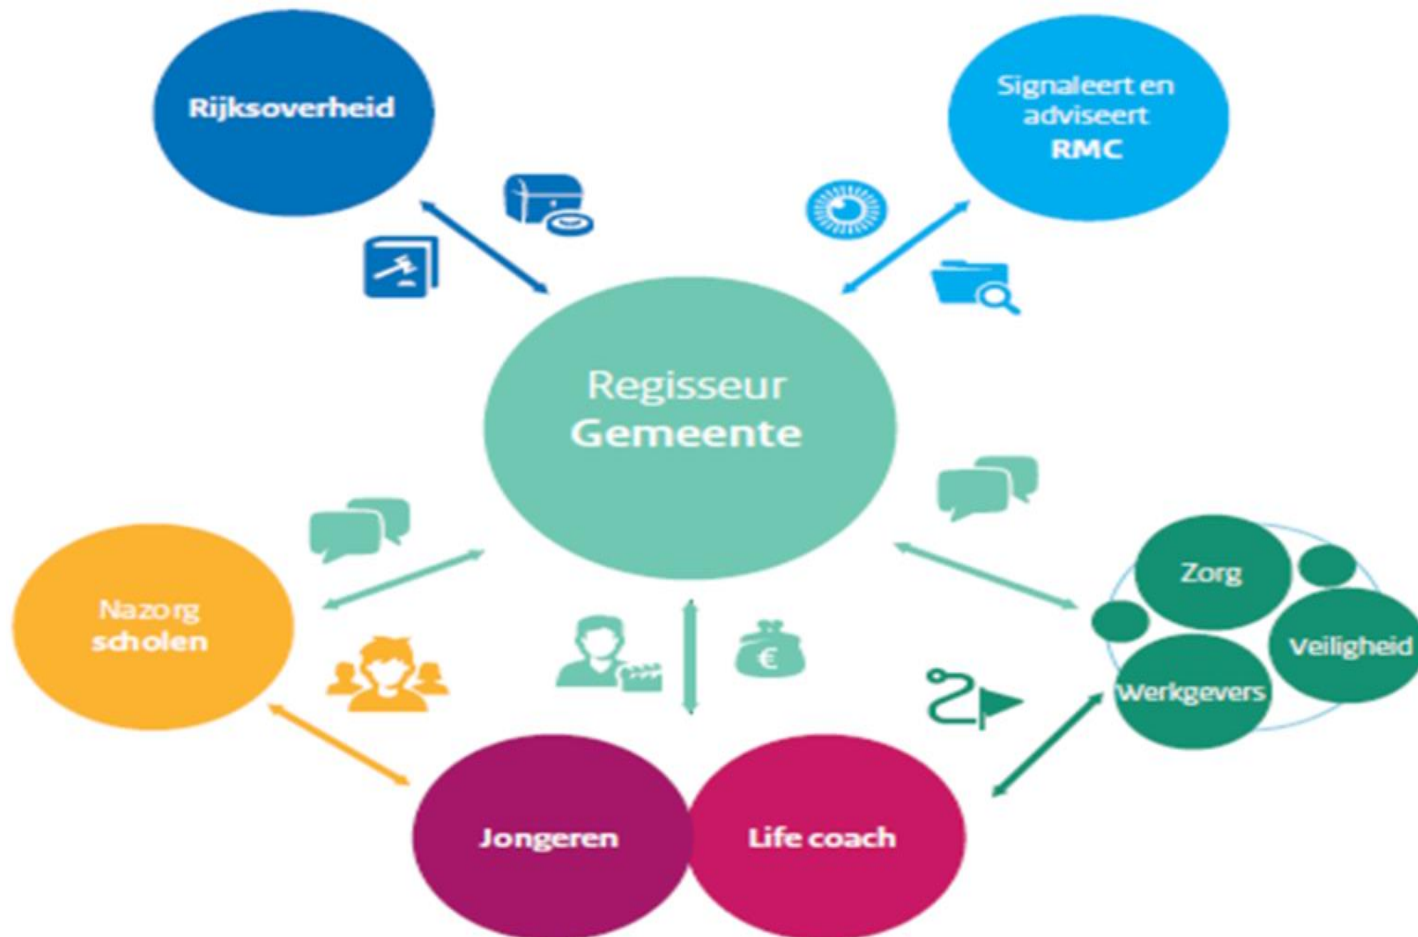 Rijksoverheid
Signaleert en
adviseert
RMC
Regisseur
Gemeente
Nazorg
scholen
Zorg
Veiligheid
Werkgevers
€
Jongeren
Life coach